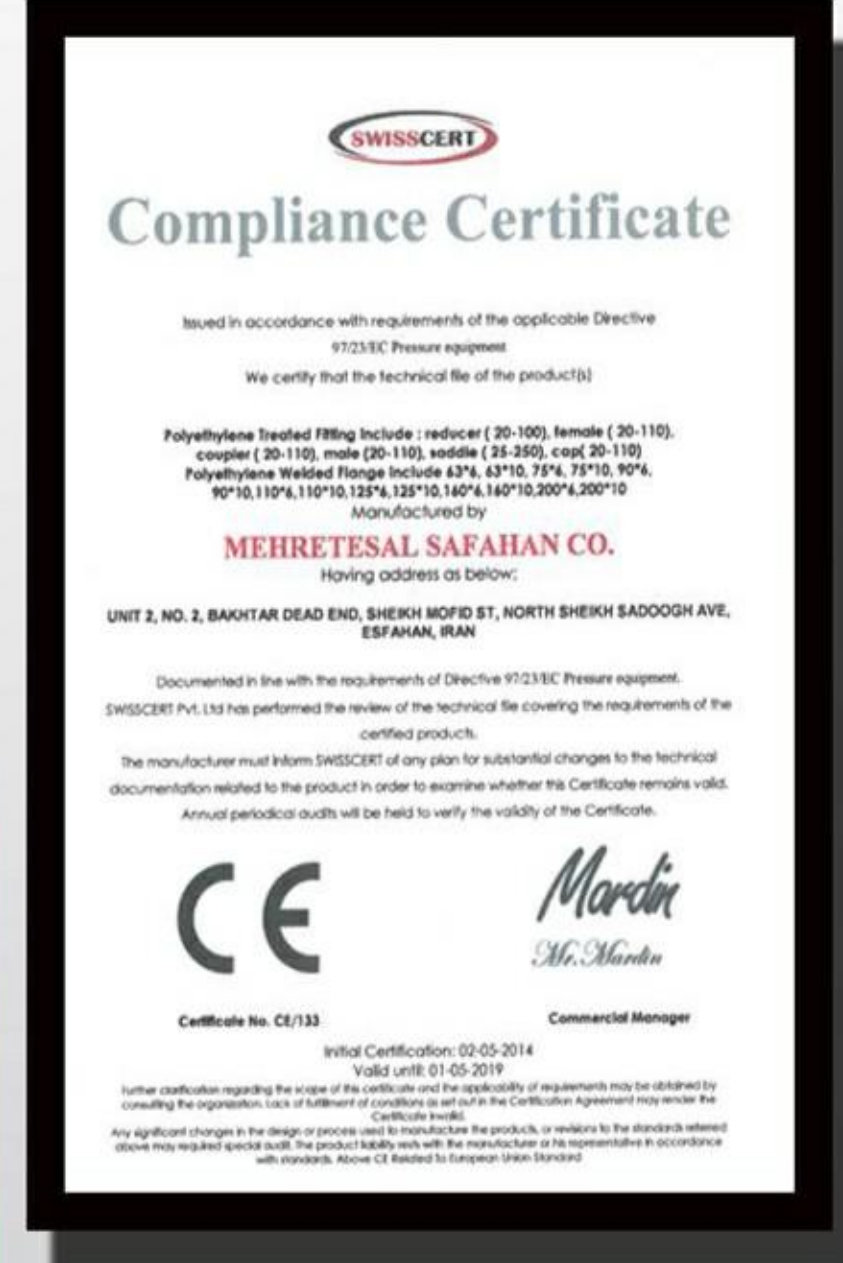 SWISSCERT
Compliance Certificate
Issued in accordance with requirements of the applicable Directive
97/23/EC Pressure equipment
We certify that the technical file of the product(s)
Polyethylene Treated Fitting Include : reducer ( 20-100), female ( 20-110),
coupler ( 20-110), male (20-110), saddle ( 25-250), cap( 20-110)
Polyethylene Welded Flange Include 63*6, 63*10, 75*6, 75*10, 90*6,
90*10,110*6,110*10,125*6,125*10,160*6,160*10,200*6,200*10
Manufactured by
MEHRETESAL SAFAHAN CO.
Having address as below:
UNIT 2, NO. 2, BAKHTAR DEAD END, SHEIKH MOFID ST, NORTH SHEIKH SADOOGH AVE,
ESFAHAN, IRAN
Documented in line with the requirements of Directive 97/23/EC Pressure equipment.
SWISSCERT Pvt. Ltd has performed the review of the technical file covering the requirements of the
certified products.
The manufacturer must inform SWISSCERT of any plan for substantial changes to the technical
documentation related to the product in order to examine whether this Certificate remains valid.
Annual periodical audits will be held to verify the validity of the Certificate.
CE
Mardin
Mr. Mardin
Certificate No. CE/133
Commercial Manager
Initial Certification: 02-05-2014
Valid until: 01-05-2019
Further clarification regarding the scope of this certificate and the applicability of requirements may be obtained by
consulting the organization. Lack of fulfillment of conditions as set out in the Certification Agreement may render the
Certificate invalid.
Any significant changes in the design or process used to manufacture the products, or revisions to the standards referred
above may required special audit. The product liability rests with the manufacturer or his representative in accordance
with standards. Above CE Related To European Union Standard